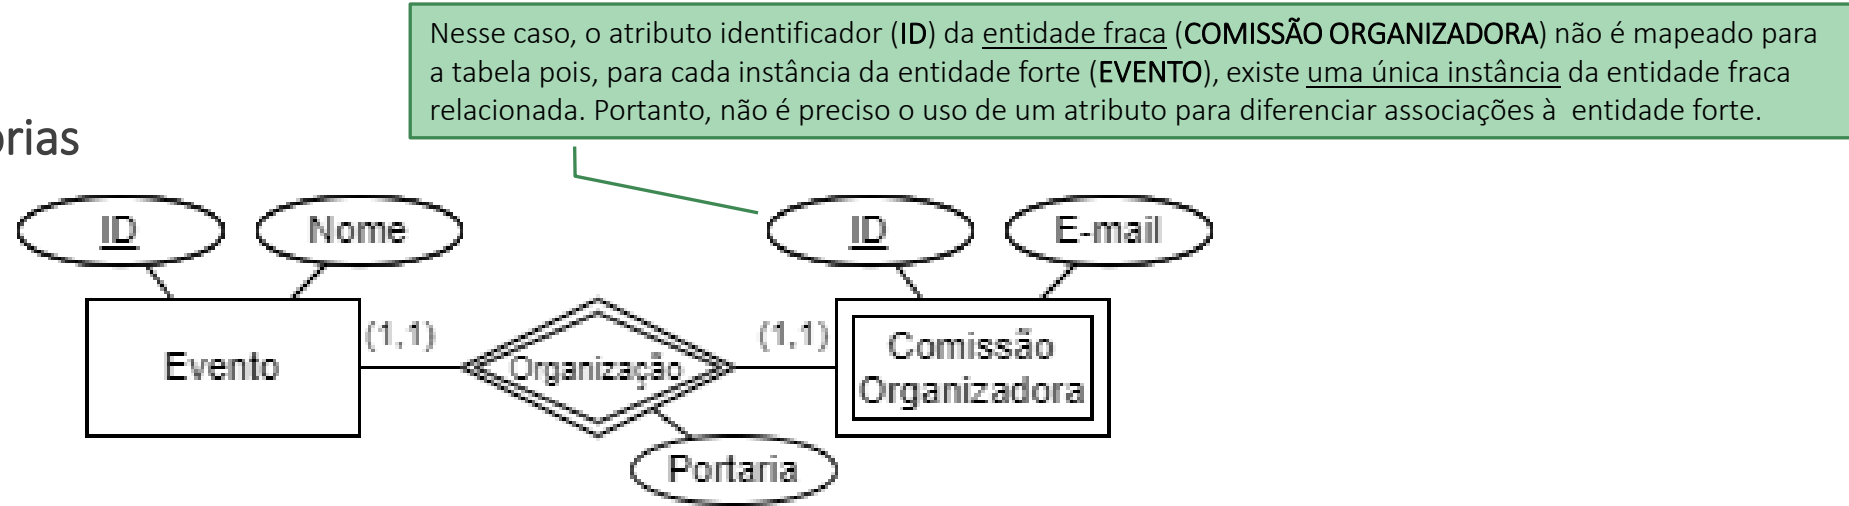 Nesse caso, o atributo identificador (ID) da entidade fraca (COMISSÃO ORGANIZADORA) não é mapeado para
a tabela pois, para cada instância da entidade forte (EVENTO), existe uma única instância da entidade fraca
relacionada. Portanto, não é preciso o uso de um atributo para diferenciar associações à entidade forte.
órias
ID
Nome
ID
E-mail
Evento
(1,1)
Organização
(1,1)
Comissão
Organizadora
Portaria